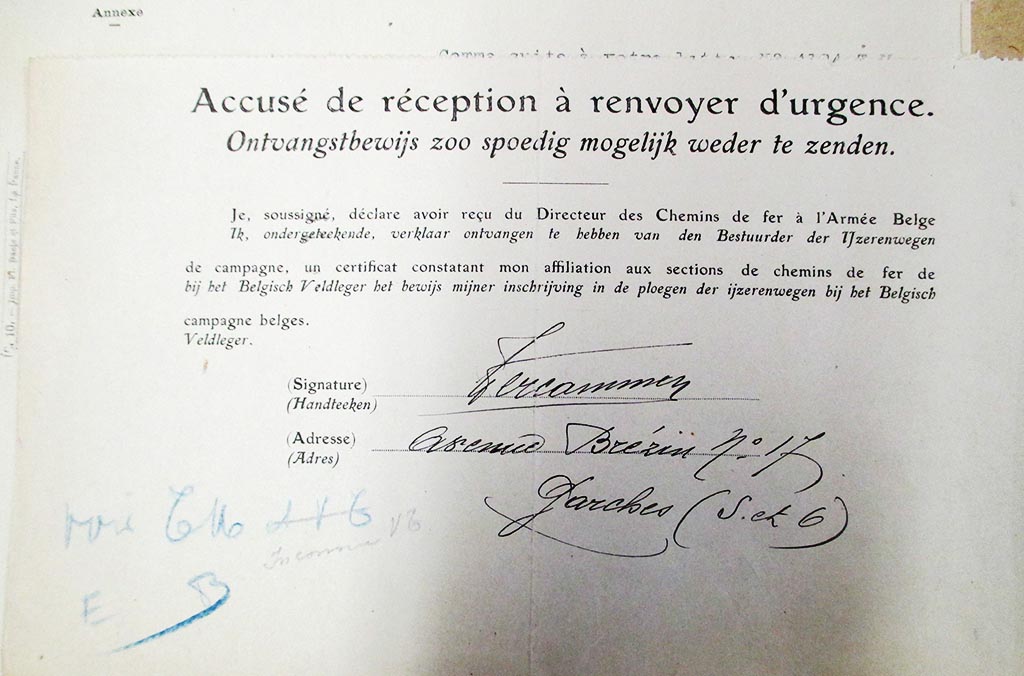 Annexe
Accusé de réception à renvoyer d'urgence.
Ontvangstbewijs zoo spoedig mogelijk weder te zenden.
Je, soussigné, déclare avoir reçu du Directeur des Chemins de fer à l'Armée Belge
Ik, ondergeteekende, verklaar ontvangen te hebben van den Bestuurder der IJzerenwegen
de campagne, un certificat constatant mon affiliation aux sections de chemins de fer de
bij het Belgisch Veldleger het bewijs mijner inschrijving in de ploegen der ijzerenwegen bij het Belgisch
campagne belges.
Veldleger.
(Signature) Vercammen
(Handteeken)
(Adresse) Avenue Brézin No 17
(Adres)
Garches (S. et O)
voir
Inconnu
E B